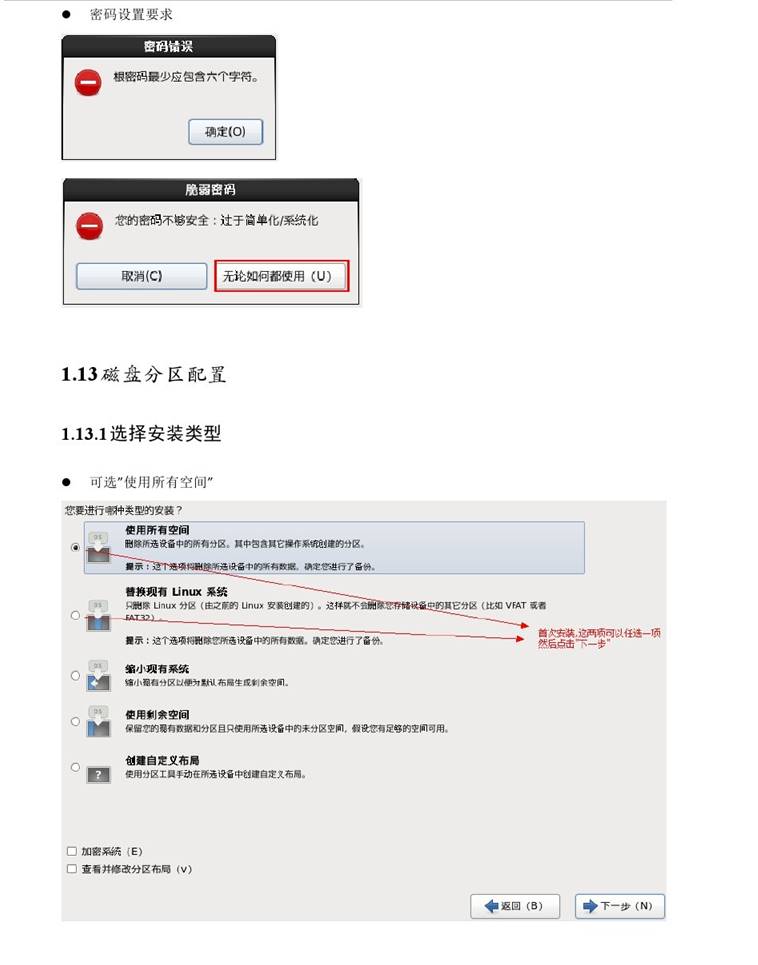 ● 密码设置要求
密码错误
根密码最少应包含六个字符。
确定(O)
脆弱密码
您的密码不够安全：过于简单化/系统化
取消(C) 无论如何都使用（U）
1.13磁盘分区配置
1.13.1选择安装类型
● 可选"使用所有空间"
您要进行哪种类型的安装？
使用所有空间
删除所选设备中的所有分区。其中包含其它操作系统创建的分区。
提示：这个选项将删除所选设备中的所有数据。确定您进行了备份。
替换现有 Linux 系统
只删除 Linux 分区（由之前的 Linux 安装创建的）。这样就不会删除您存储设备中的其它分区（比如 VFAT 或者
FAT32）。
提示：这个选项将删除您所选设备中的所有数据。确定您进行了备份。
首次安装,这两项可以任选一项
然后点击"下一步"
缩小现有系统
缩小现有分区以便为默认布局生成剩余空间。
使用剩余空间
保留您的现有数据和分区且只使用所选设备中的未分区空间，假设您有足够的空间可用。
创建自定义布局
使用分区工具手动在所选设备中创建自定义布局。
加密系统（E）
查看并修改分区布局（v）
返回（B） 下一步（N）